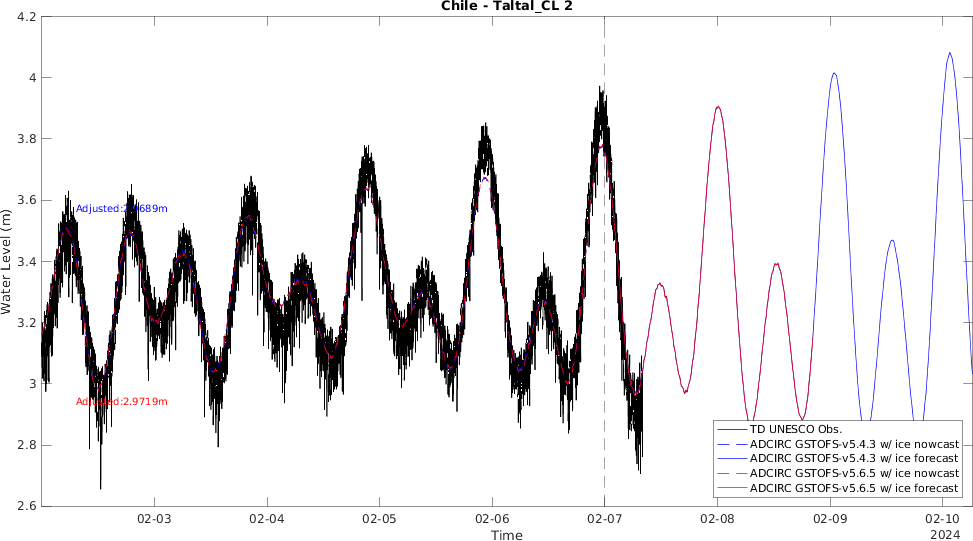 Chile - Taltal_CL 2
4.2
4
3.8
3.6
3.4
3.2
3
2.8
2.6
Water Level (m)
Adjusted:2.9719m
02-03
02-04
02-05
02-06
02-07
02-08
02-09
02-10
2024
Time
TD UNESCO Obs.
ADCIRC GSTOFS-v5.4.3 w/ ice nowcast
ADCIRC GSTOFS-v5.4.3 w/ ice forecast
ADCIRC GSTOFS-v5.6.5 w/ ice nowcast
ADCIRC GSTOFS-v5.6.5 w/ ice forecast